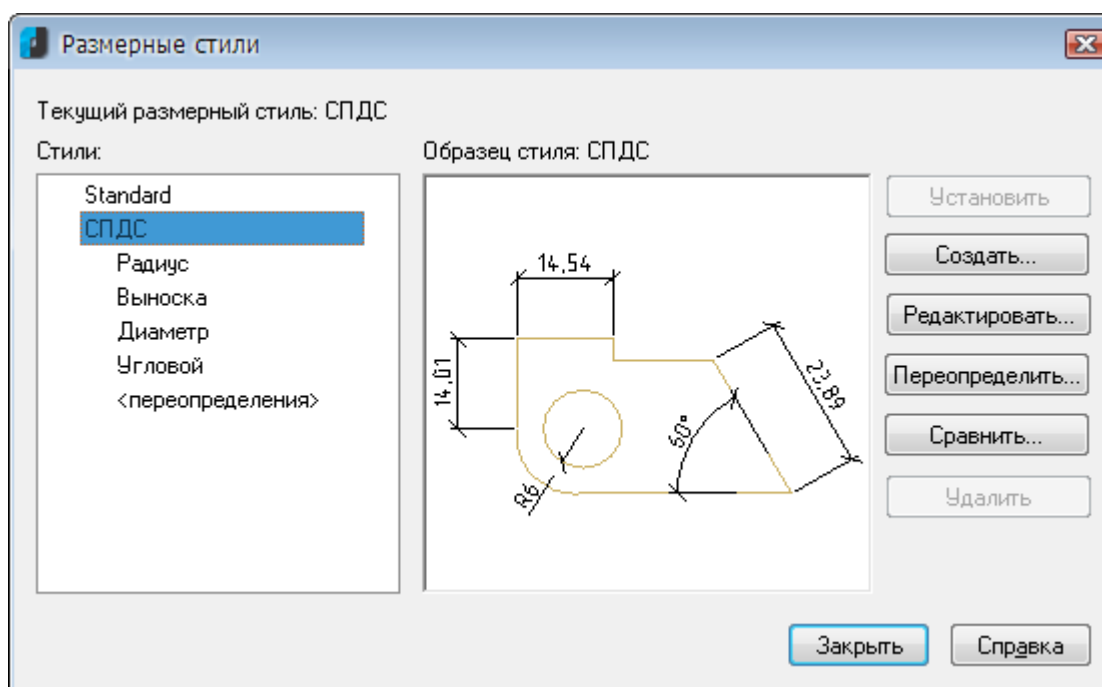 Размерные стили
Текущий размерный стиль: СПДС
Стили:
Standard
СПДС
Радиус
Выноска
Диаметр
Угловой
<переопределения>
Образец стиля: СПДС
14,54
14,01
23,89
60°
R6
Установить
Создать...
Редактировать...
Переопределить...
Сравнить...
Удалить
Закрыть
Справка